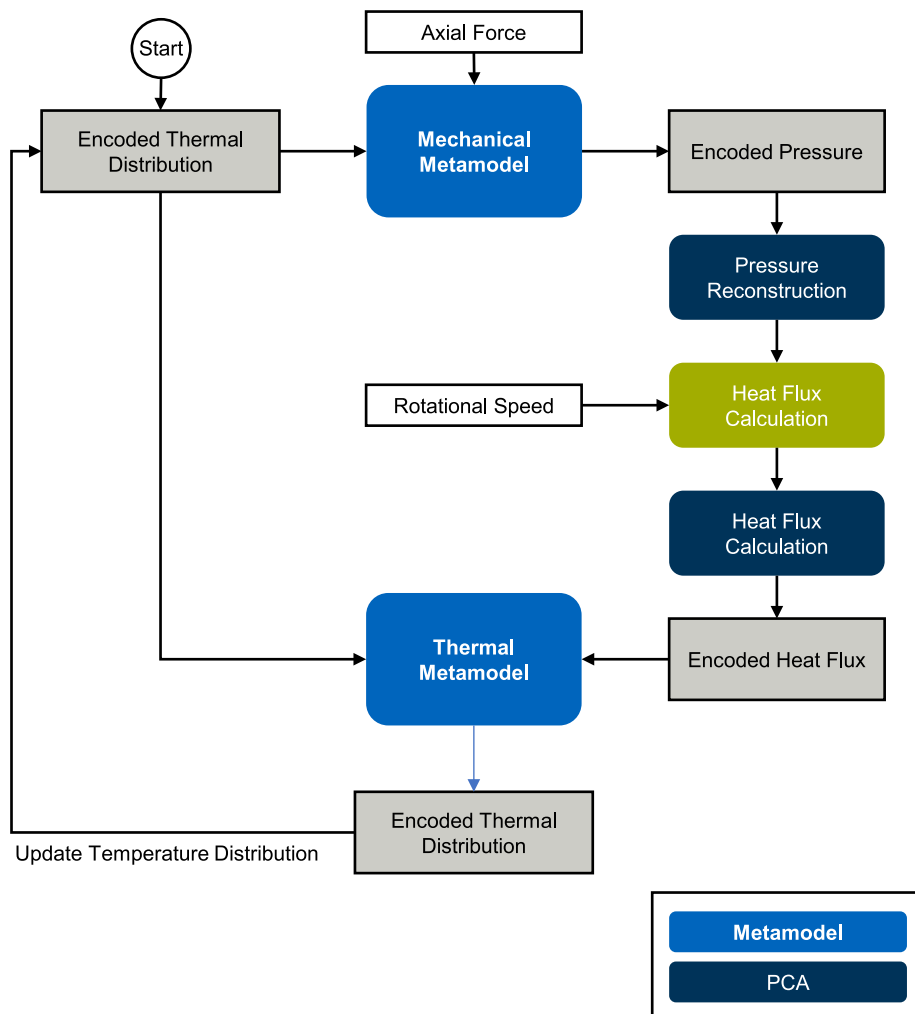 Start
Axial Force
Encoded Thermal
Distribution
Mechanical
Metamodel
Encoded Pressure
Pressure
Reconstruction
Rotational Speed
Heat Flux
Calculation
Heat Flux
Calculation
Thermal
Metamodel
Encoded Heat Flux
Encoded Thermal
Distribution
Update Temperature Distribution
Metamodel
PCA